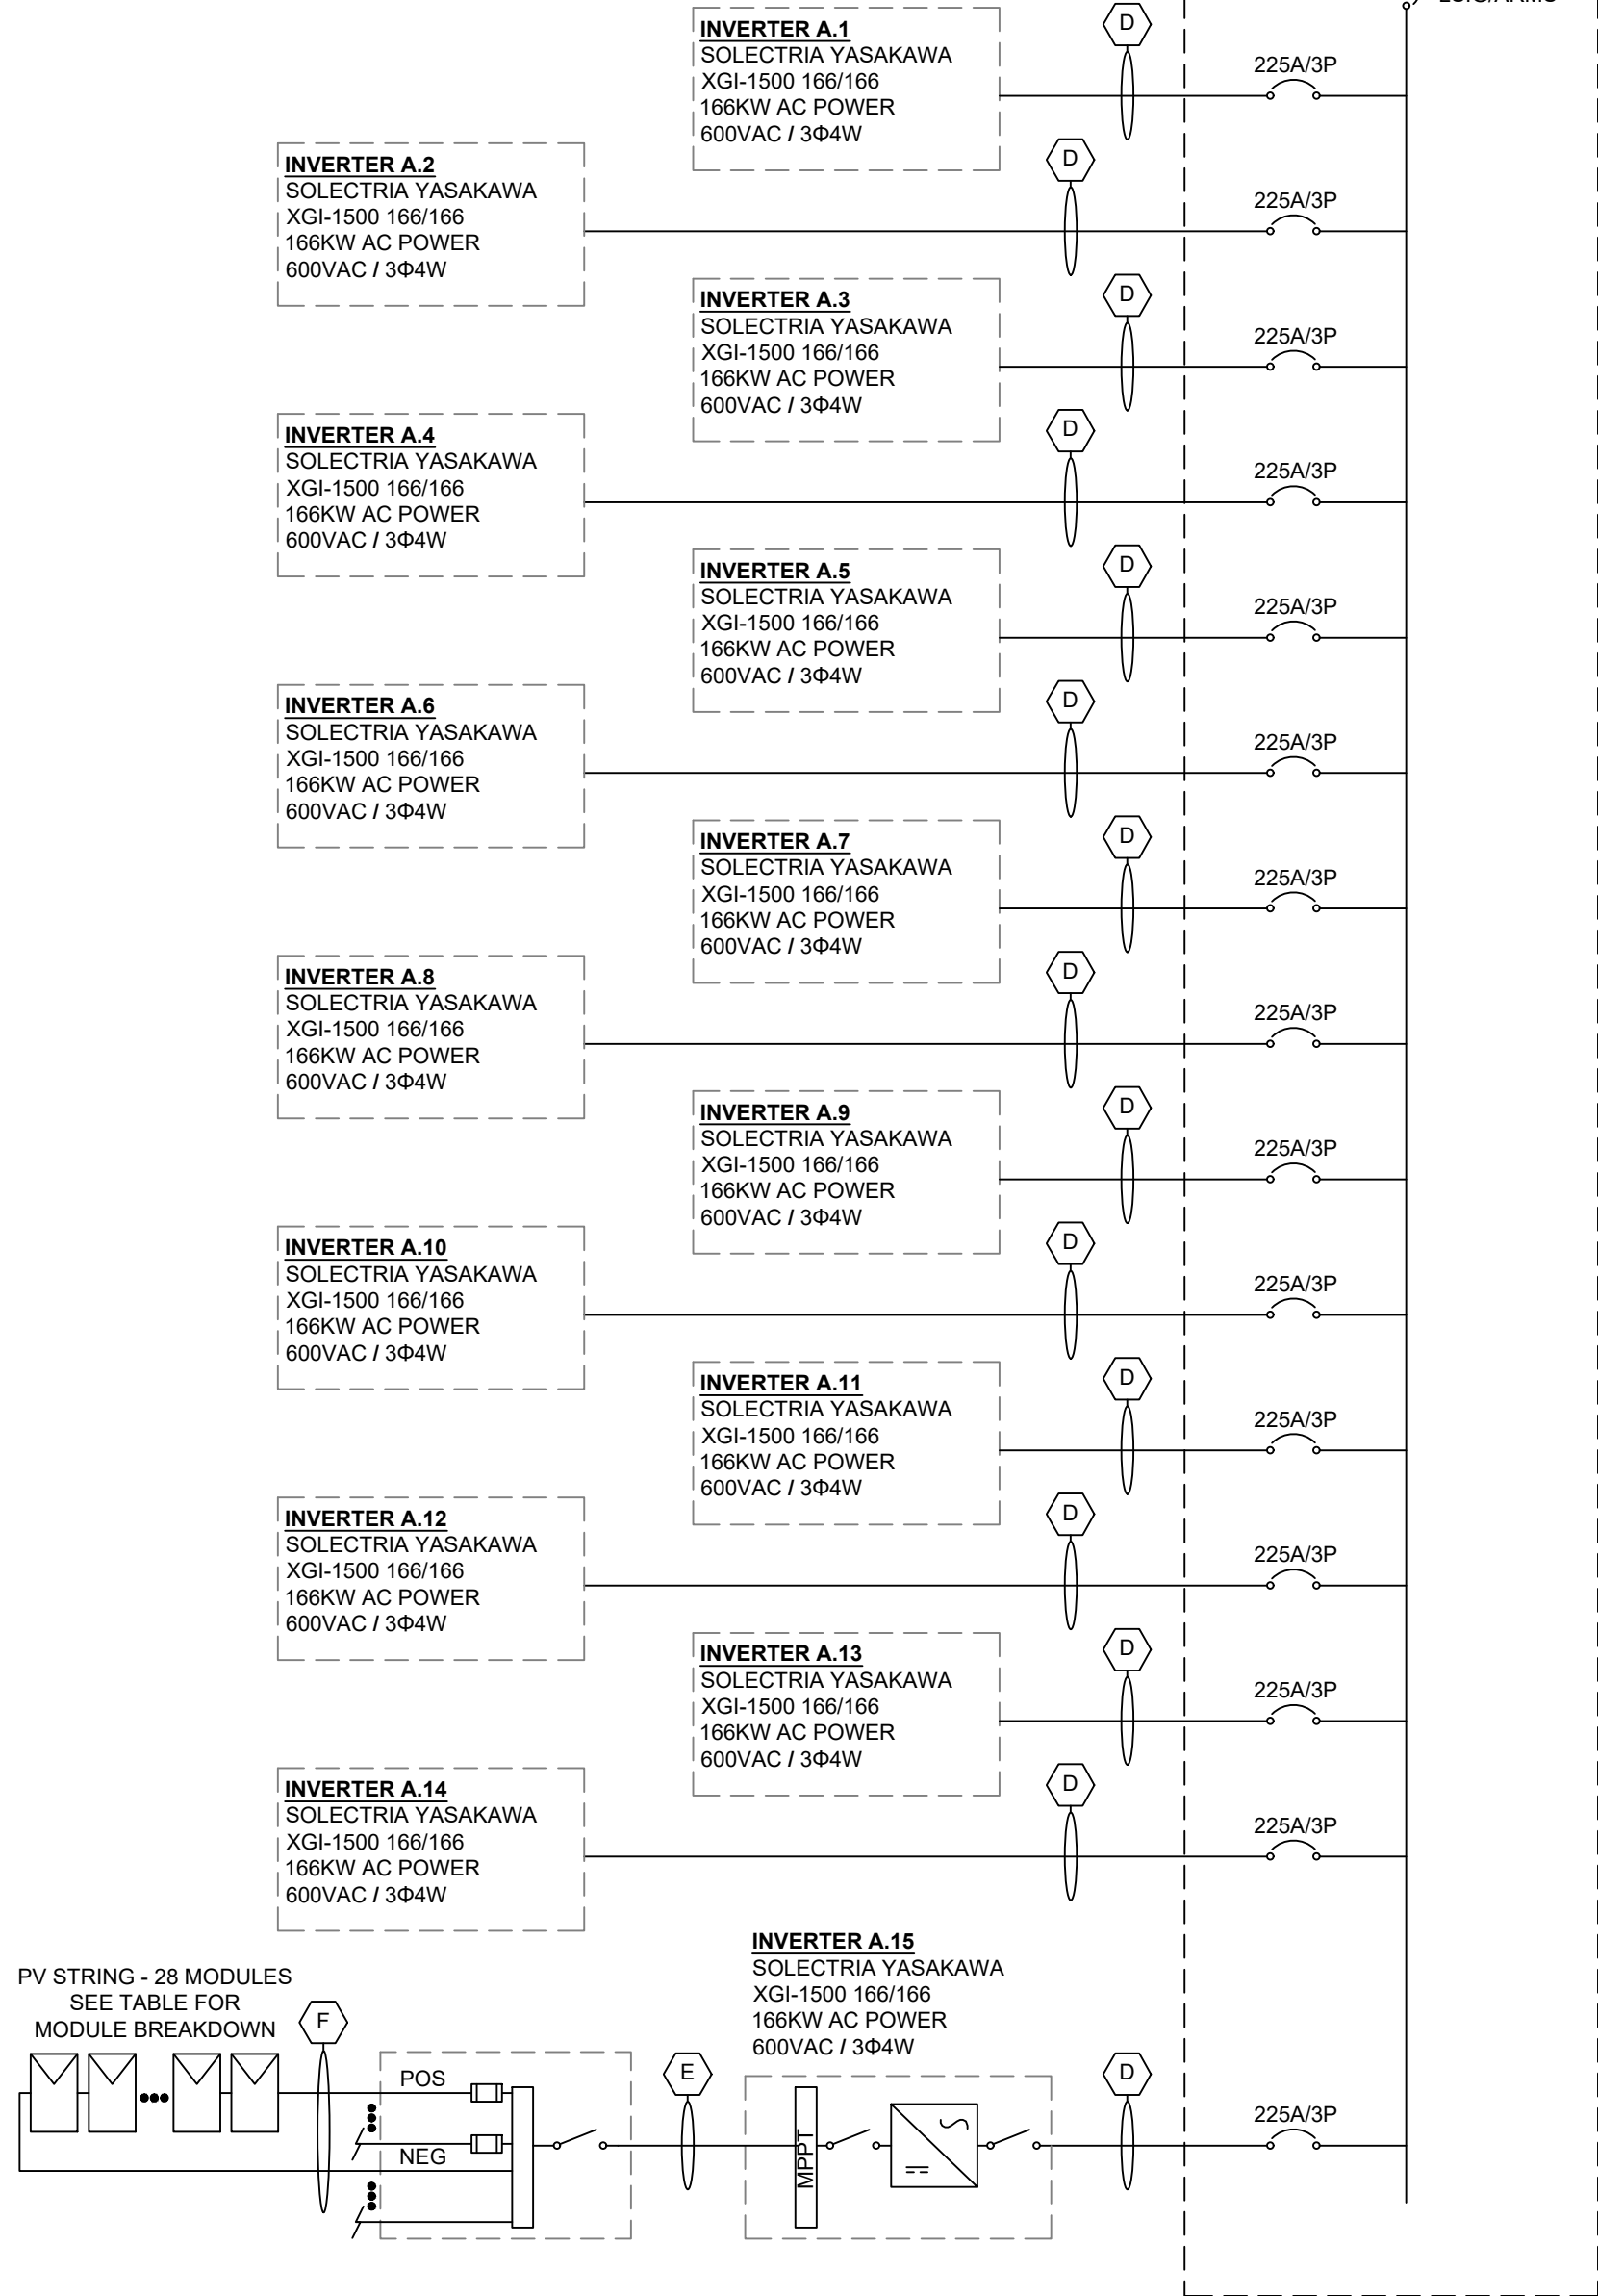 INVERTER A.1
SOLECTRIA YASAKAWA
XGI-1500 166/166
166KW AC POWER
600VAC / 3Φ4W
D
225A/3P
INVERTER A.2
SOLECTRIA YASAKAWA
XGI-1500 166/166
166KW AC POWER
600VAC / 3Φ4W
D
225A/3P
INVERTER A.3
SOLECTRIA YASAKAWA
XGI-1500 166/166
166KW AC POWER
600VAC / 3Φ4W
D
225A/3P
INVERTER A.4
SOLECTRIA YASAKAWA
XGI-1500 166/166
166KW AC POWER
600VAC / 3Φ4W
D
225A/3P
INVERTER A.5
SOLECTRIA YASAKAWA
XGI-1500 166/166
166KW AC POWER
600VAC / 3Φ4W
D
225A/3P
INVERTER A.6
SOLECTRIA YASAKAWA
XGI-1500 166/166
166KW AC POWER
600VAC / 3Φ4W
D
225A/3P
INVERTER A.7
SOLECTRIA YASAKAWA
XGI-1500 166/166
166KW AC POWER
600VAC / 3Φ4W
D
225A/3P
INVERTER A.8
SOLECTRIA YASAKAWA
XGI-1500 166/166
166KW AC POWER
600VAC / 3Φ4W
D
225A/3P
INVERTER A.9
SOLECTRIA YASAKAWA
XGI-1500 166/166
166KW AC POWER
600VAC / 3Φ4W
D
225A/3P
INVERTER A.10
SOLECTRIA YASAKAWA
XGI-1500 166/166
166KW AC POWER
600VAC / 3Φ4W
D
225A/3P
INVERTER A.11
SOLECTRIA YASAKAWA
XGI-1500 166/166
166KW AC POWER
600VAC / 3Φ4W
D
225A/3P
INVERTER A.12
SOLECTRIA YASAKAWA
XGI-1500 166/166
166KW AC POWER
600VAC / 3Φ4W
D
225A/3P
INVERTER A.13
SOLECTRIA YASAKAWA
XGI-1500 166/166
166KW AC POWER
600VAC / 3Φ4W
D
225A/3P
INVERTER A.14
SOLECTRIA YASAKAWA
XGI-1500 166/166
166KW AC POWER
600VAC / 3Φ4W
D
225A/3P
INVERTER A.15
SOLECTRIA YASAKAWA
XGI-1500 166/166
166KW AC POWER
600VAC / 3Φ4W
PV STRING - 28 MODULES
SEE TABLE FOR
MODULE BREAKDOWN
F
POS
NEG
E
MPPT
D
225A/3P